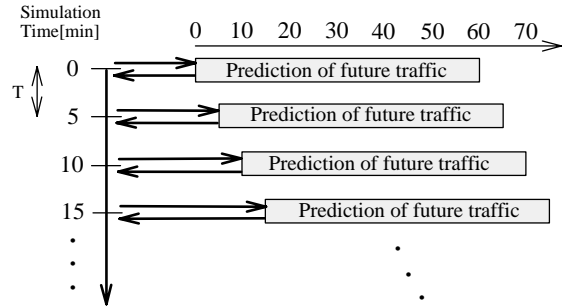 Simulation
Time[min]
0 10 20 30 40 50 60 70
0 Prediction of future traffic
T
5 Prediction of future traffic
10 Prediction of future traffic
15 Prediction of future traffic